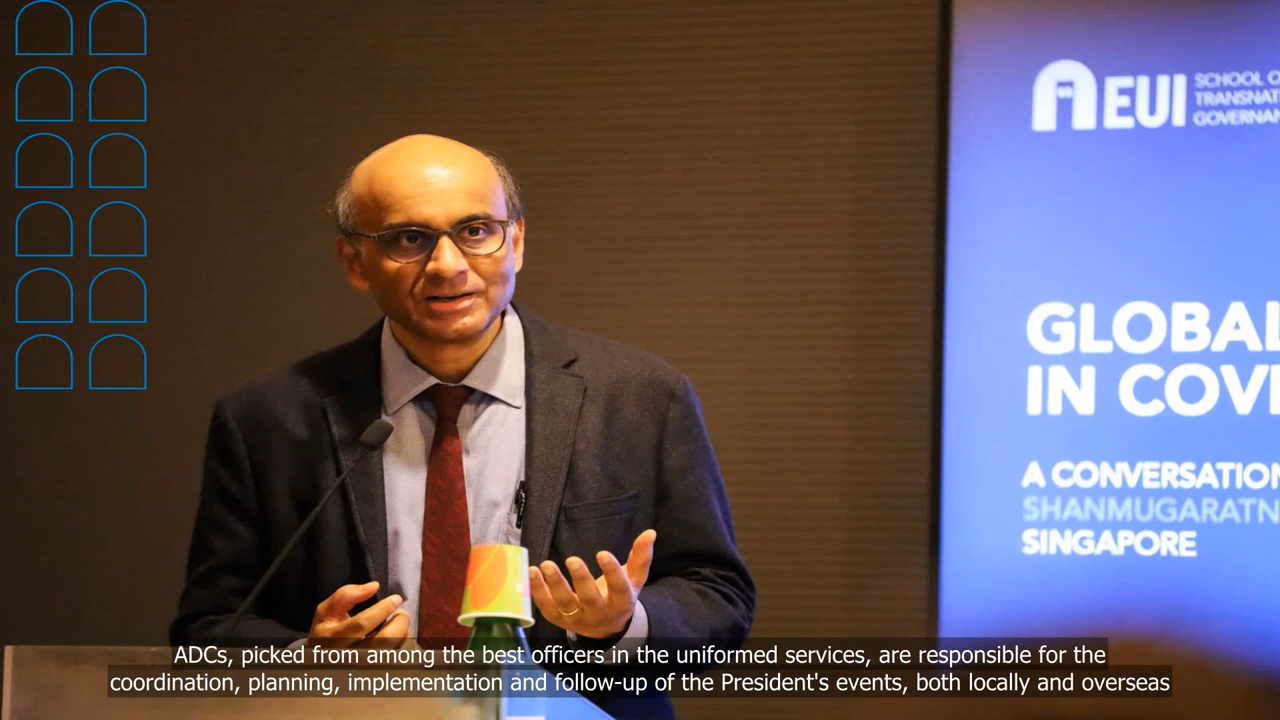 EUI
SCHOOL O
TRANSNAT
GOVERNAN
GLOBAL
IN COV
A CONVERSATION
SHANMUGARATN
SINGAPORE
ADCs, picked from among the best officers in the uniformed services, are responsible for the
coordination, planning, implementation and follow-up of the President's events, both locally and overseas